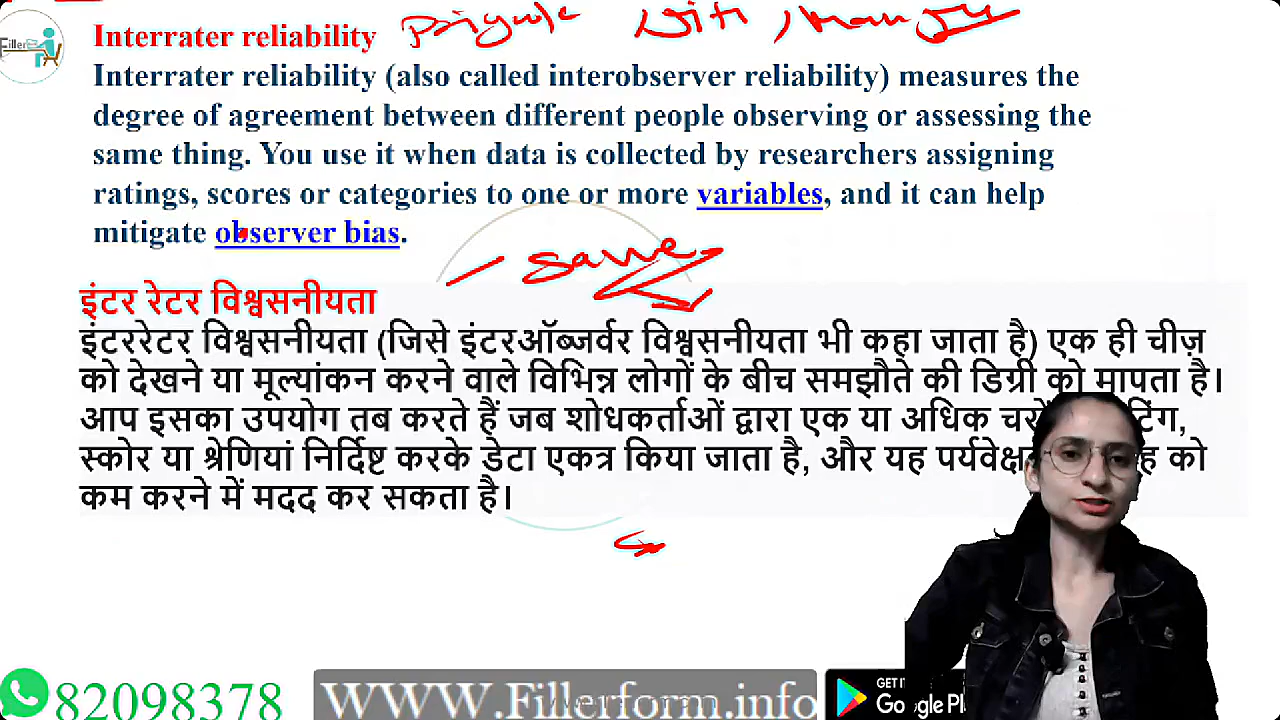 Filler
Interrater reliability
Interrater reliability (also called interobserver reliability) measures the
degree of agreement between different people observing or assessing the
same thing. You use it when data is collected by researchers assigning
ratings, scores or categories to one or more variables, and it can help
mitigate observer bias.
same
इंटर रेटर विश्वसनीयता
इंटररेटर विश्वसनीयता (जिसे इंटरऑब्जर्वर विश्वसनीयता भी कहा जाता है) एक ही चीज़
को देखने या मूल्यांकन करने वाले विभिन्न लोगों के बीच समझौते की डिग्री को मापता है।
आप इसका उपयोग तब करते हैं जब शोधकर्ताओं द्वारा एक या अधिक
स्कोर या श्रेणियां निर्दिष्ट करके डेटा एकत्र किया जाता है, और यह को
कम करने में मदद कर सकता है।
82098378
WWW.Fillerform.info
GET IT
Google Pl